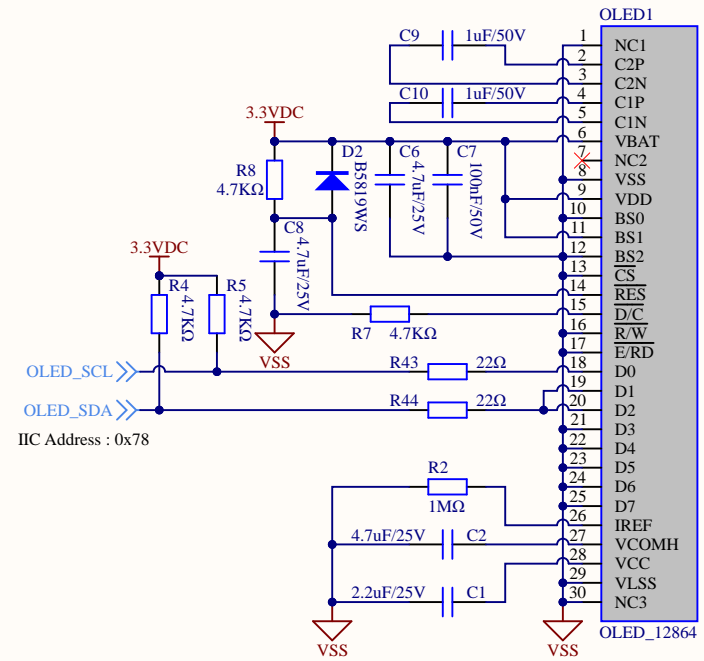 OLED1
C9
1uF/50V
1
NC1
2
C2P
3
C2N
C10
1uF/50V
4
C1P
5
C1N
3.3VDC
6
VBAT
7
NC2
8
VSS
9
VDD
10
BS0
11
BS1
12
BS2
13
CS
14
RES
15
D/C
16
R/W
17
E/RD
18
D0
19
D1
20
D2
21
D3
22
D4
23
D5
24
D6
25
D7
26
IREF
27
VCOMH
28
VCC
29
VLSS
30
NC3
OLED_12864
R8
4.7KΩ
D2
B5819WS
C6
4.7uF/25V
C7
100nF/50V
C8
4.7uF/25V
3.3VDC
R4
4.7KΩ
R5
4.7KΩ
VSS
R7
4.7KΩ
OLED_SCL
R43
22Ω
OLED_SDA
R44
22Ω
IIC Address : 0x78
R2
1MΩ
4.7uF/25V
C2
2.2uF/25V
C1
VSS
VSS